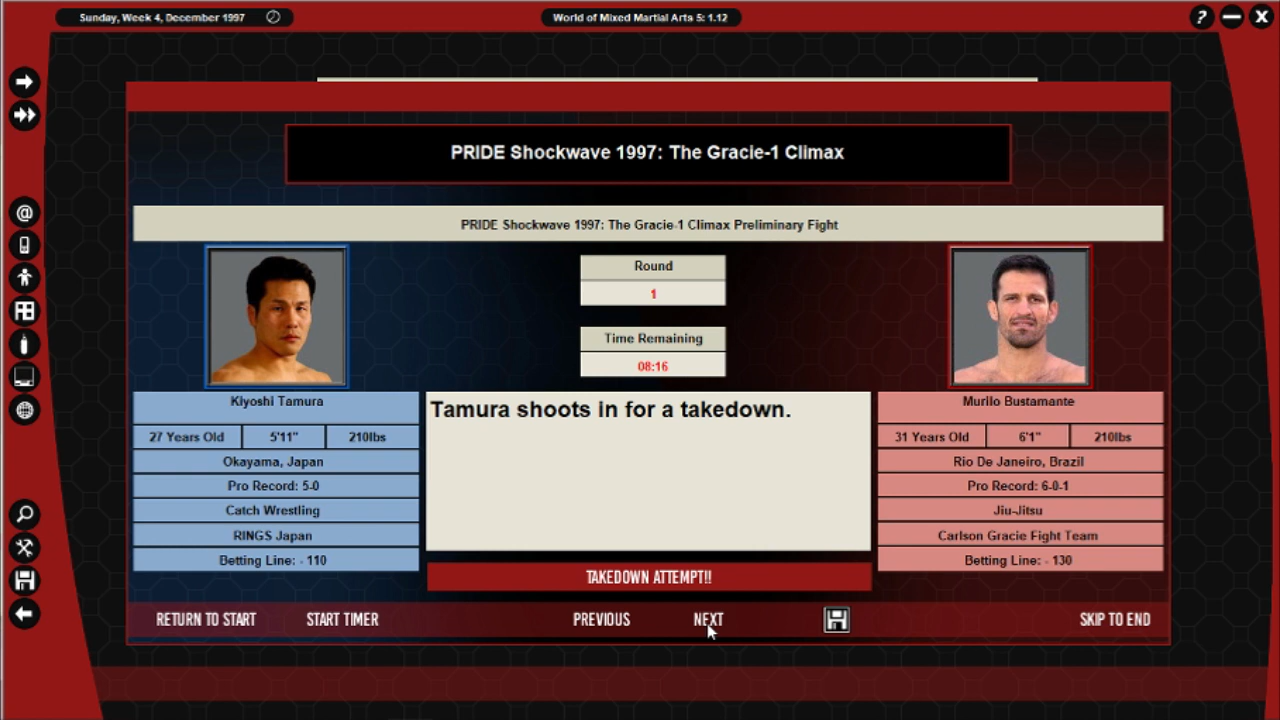 Sunday, Week 4, December 1997
World of Mixed Martial Arts 5: 1.12
?
X
@
PRIDE Shockwave 1997: The Gracie-1 Climax
PRIDE Shockwave 1997: The Gracie-1 Climax Preliminary Fight
Round
1
Time Remaining
08:16
Kiyoshi Tamura
27 Years Old 5'11" 210lbs
Okayama, Japan
Pro Record: 5-0
Catch Wrestling
RINGS Japan
Betting Line: - 110
Tamura shoots in for a takedown.
TAKEDOWN ATTEMPT!!
Murilo Bustamante
31 Years Old 6'1" 210lbs
Rio De Janeiro, Brazil
Pro Record: 6-0-1
Jiu-Jitsu
Carlson Gracie Fight Team
Betting Line: - 130
RETURN TO START START TIMER PREVIOUS NEXT SKIP TO END